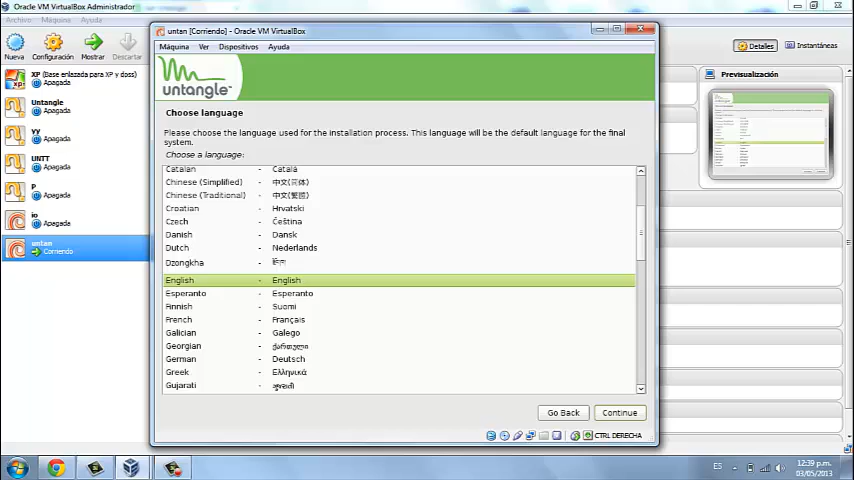 Oracle VM VirtualBox Administrador
Archivo Máquina Ayuda
Nueva
Configuración
Mostrar
Descartar
Detalles
Instantáneas
XP (Base enlazada para XP y doss)
Apagada
Untangle
Apagada
yy
Apagada
UNTT
Apagada
P
Apagada
io
Apagada
untan
Corriendo
untan [Corriendo] - Oracle VM VirtualBox
Máquina Ver Dispositivos Ayuda
untangle
Choose language
Please choose the language used for the installation process. This language will be the default language for the final
system.
Choose a language:
Catalan - Català
Chinese (Simplified) - 中文(简体)
Chinese (Traditional) - 中文(繁體)
Croatian - Hrvatski
Czech - Čeština
Danish - Dansk
Dutch - Nederlands
Dzongkha -
English - English
Esperanto - Esperanto
Finnish - Suomi
French - Français
Galician - Galego
Georgian - ქართული
German - Deutsch
Greek - Ελληνικά
Gujarati - ગુજરાતી
Go Back
Continue
CTRL DERECHA
Previsualización
ES
12:39 p.m.
03/05/2013